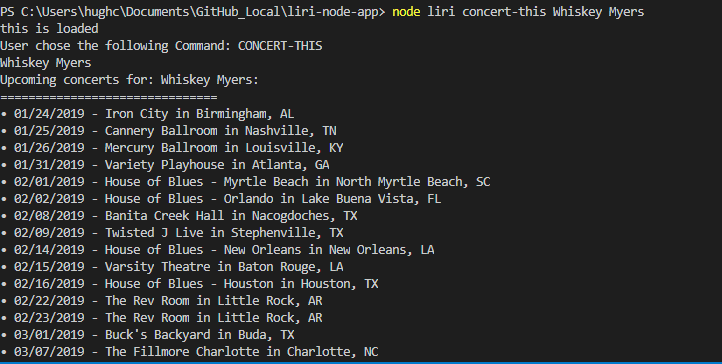 PS C:\Users\hughc\Documents\GitHub_Local\liri-node-app> node liri concert-this Whiskey Myers
this is loaded
User chose the following Command: CONCERT-THIS
Whiskey Myers
Upcoming concerts for: Whiskey Myers:
===============================
• 01/24/2019 - Iron City in Birmingham, AL
• 01/25/2019 - Cannery Ballroom in Nashville, TN
• 01/26/2019 - Mercury Ballroom in Louisville, KY
• 01/31/2019 - Variety Playhouse in Atlanta, GA
• 02/01/2019 - House of Blues - Myrtle Beach in North Myrtle Beach, SC
• 02/02/2019 - House of Blues - Orlando in Lake Buena Vista, FL
• 02/08/2019 - Banita Creek Hall in Nacogdoches, TX
• 02/09/2019 - Twisted J Live in Stephenville, TX
• 02/14/2019 - House of Blues - New Orleans in New Orleans, LA
• 02/15/2019 - Varsity Theatre in Baton Rouge, LA
• 02/16/2019 - House of Blues - Houston in Houston, TX
• 02/22/2019 - The Rev Room in Little Rock, AR
• 02/23/2019 - The Rev Room in Little Rock, AR
• 03/01/2019 - Buck's Backyard in Buda, TX
• 03/07/2019 - The Fillmore Charlotte in Charlotte, NC